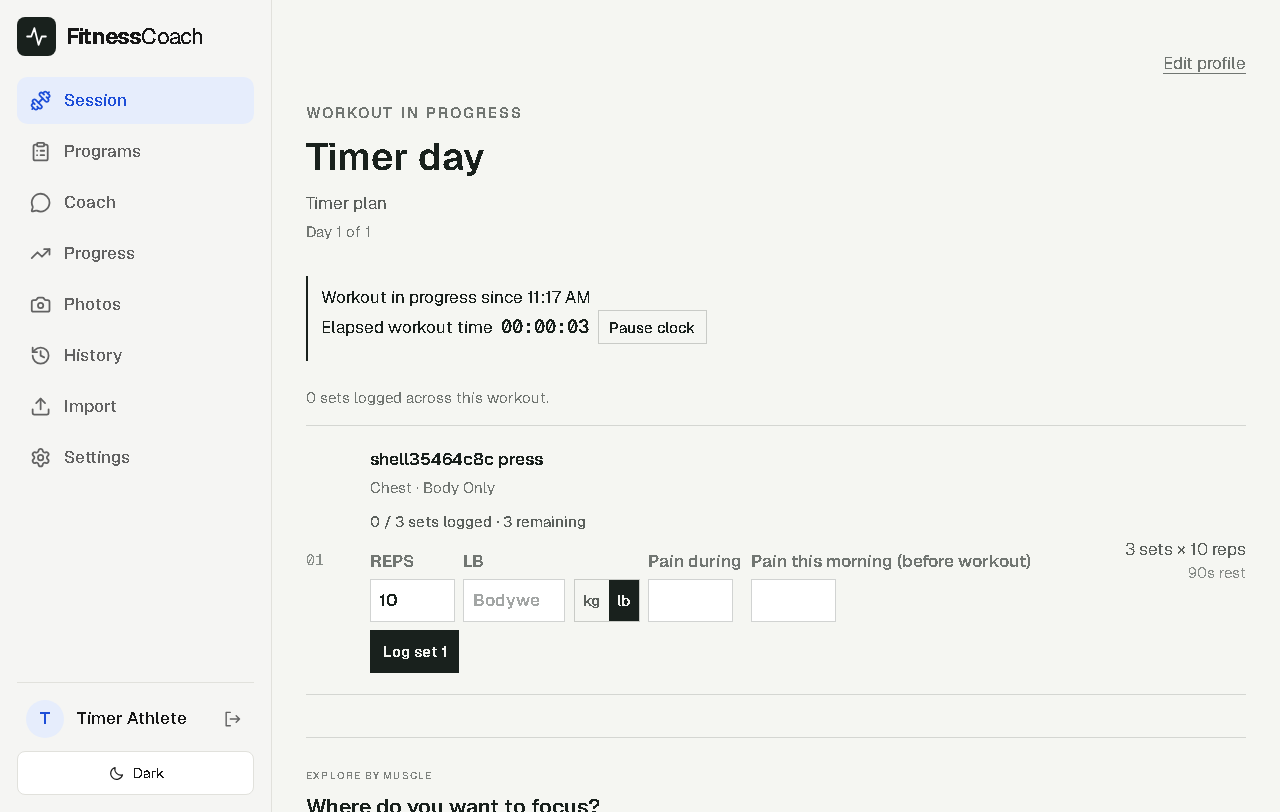 FitnessCoach
Session
Programs
Coach
Progress
Photos
History
Import
Settings
T Timer Athlete
Dark
Edit profile
WORKOUT IN PROGRESS
Timer day
Timer plan
Day 1 of 1
Workout in progress since 11:17 AM
Elapsed workout time 00:00:03 Pause clock
0 sets logged across this workout.
shell35464c8c press
Chest · Body Only
0 / 3 sets logged · 3 remaining
01 REPS LB Pain during Pain this morning (before workout)
10 Bodywe kg lb
Log set 1
3 sets × 10 reps
90s rest
EXPLORE BY MUSCLE
Where do you want to focus?